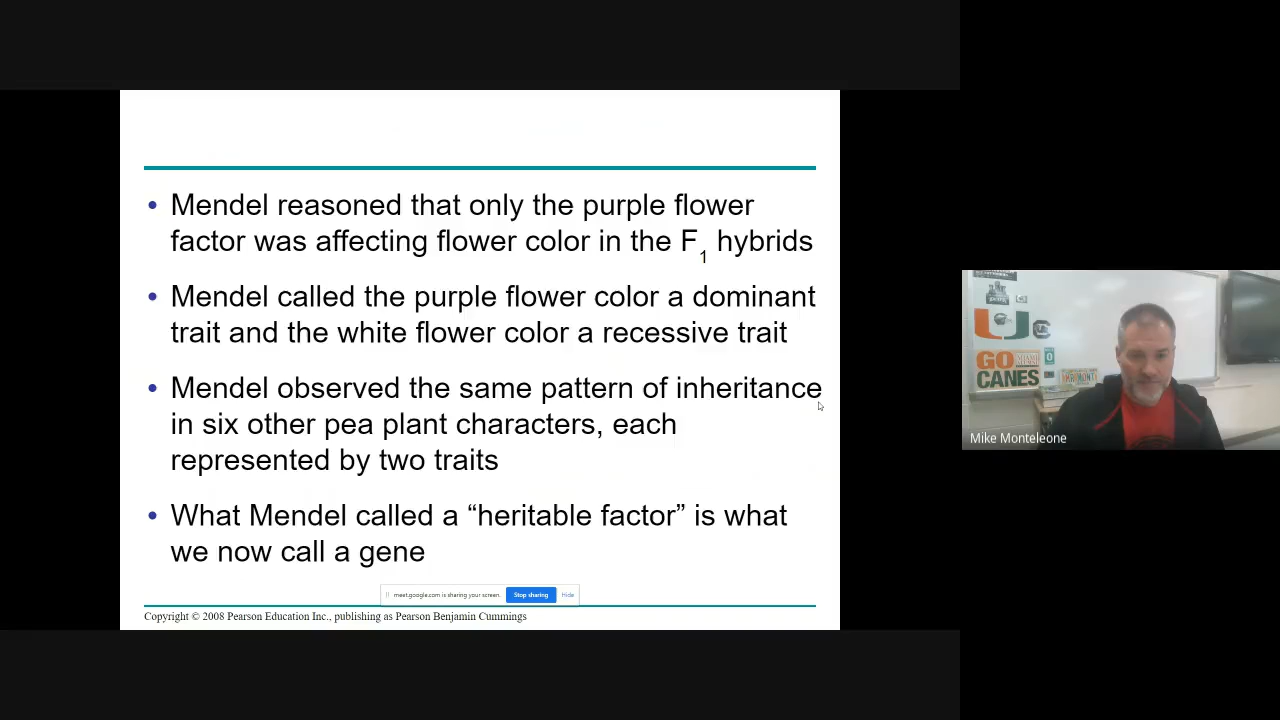 • Mendel reasoned that only the purple flower
factor was affecting flower color in the F1 hybrids
• Mendel called the purple flower color a dominant
trait and the white flower color a recessive trait
• Mendel observed the same pattern of inheritance
in six other pea plant characters, each
represented by two traits
• What Mendel called a “heritable factor” is what
we now call a gene
meet.google.com is sharing your screen. Stop sharing Hide
Copyright © 2008 Pearson Education Inc., publishing as Pearson Benjamin Cummings
U
GO
CANES
Mike Monteleone